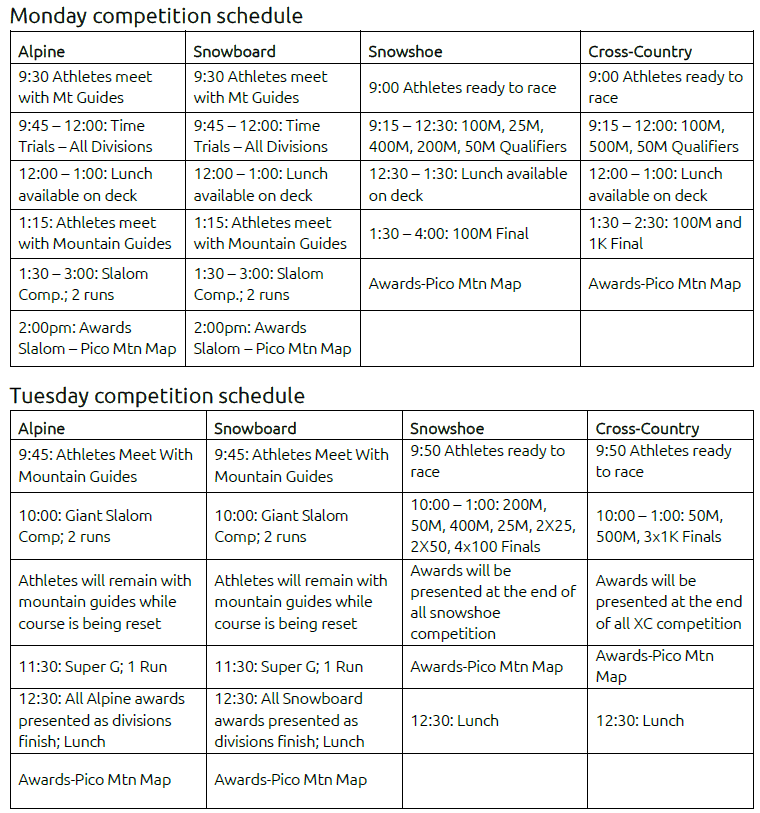 Monday competition schedule
Alpine
Snowboard
Snowshoe
Cross-Country
9:30 Athletes meet
with Mt Guides
9:30 Athletes meet
with Mt Guides
9:00 Athletes ready to race
9:00 Athletes ready to
race
9:45 – 12:00: Time
Trials – All Divisions
9:45 – 12:00: Time
Trials – All Divisions
9:15 – 12:30: 100M, 25M,
400M, 200M, 50M Qualifiers
9:15 – 12:00: 100M,
500M, 50M Qualifiers
12:00 – 1:00: Lunch
available on deck
12:00 – 1:00: Lunch
available on deck
12:30 – 1:30: Lunch available
on deck
12:00 – 1:00: Lunch
available on deck
1:15: Athletes meet
with Mountain Guides
1:15: Athletes meet
with Mountain Guides
1:30 – 4:00: 100M Final
1:30 – 2:30: 100M and
1K Final
1:30 – 3:00: Slalom
Comp.; 2 runs
1:30 – 3:00: Slalom
Comp.; 2 runs
Awards-Pico Mtn Map
Awards-Pico Mtn Map
2:00pm: Awards
Slalom – Pico Mtn Map
2:00pm: Awards
Slalom – Pico Mtn Map
Tuesday competition schedule
Alpine
Snowboard
Snowshoe
Cross-Country
9:45: Athletes Meet With
Mountain Guides
9:45: Athletes Meet With
Mountain Guides
9:50 Athletes ready to
race
9:50 Athletes ready
to race
10:00: Giant Slalom
Comp; 2 runs
10:00: Giant Slalom
Comp; 2 runs
10:00 – 1:00: 200M,
50M, 400M, 25M, 2X25,
2X50, 4x100 Finals
10:00 – 1:00: 50M,
500M, 3x1K Finals
Athletes will remain with
mountain guides while
course is being reset
Athletes will remain with
mountain guides while
course is being reset
Awards will be
presented at the end of
all snowshoe
competition
Awards will be
presented at the end
of all XC competition
11:30: Super G; 1 Run
11:30: Super G; 1 Run
Awards-Pico Mtn Map
Awards-Pico Mtn
Map
12:30: All Alpine awards
presented as divisions
finish; Lunch
12:30: All Snowboard
awards presented as
divisions finish; Lunch
12:30: Lunch
12:30: Lunch
Awards-Pico Mtn Map
Awards-Pico Mtn Map